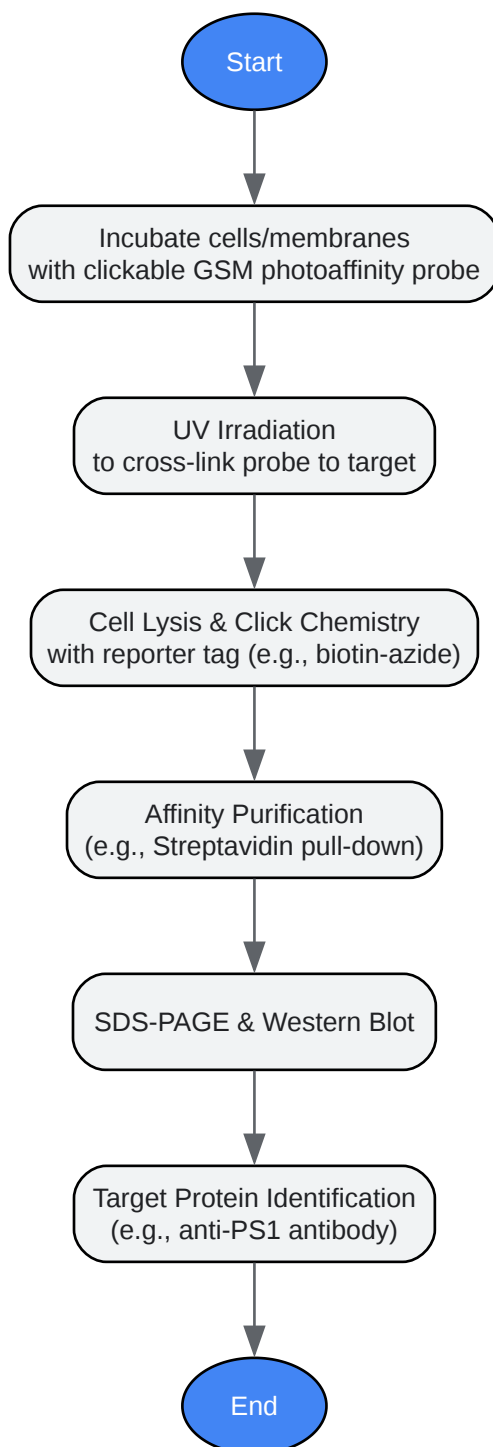 Start
Incubate cells/membranes
with clickable GSM photoaffinity probe
UV Irradiation
to cross-link probe to target
Cell Lysis & Click Chemistry
with reporter tag (e.g., biotin-azide)
Affinity Purification
(e.g., Streptavidin pull-down)
SDS-PAGE & Western Blot
Target Protein Identification
(e.g., anti-PS1 antibody)
End